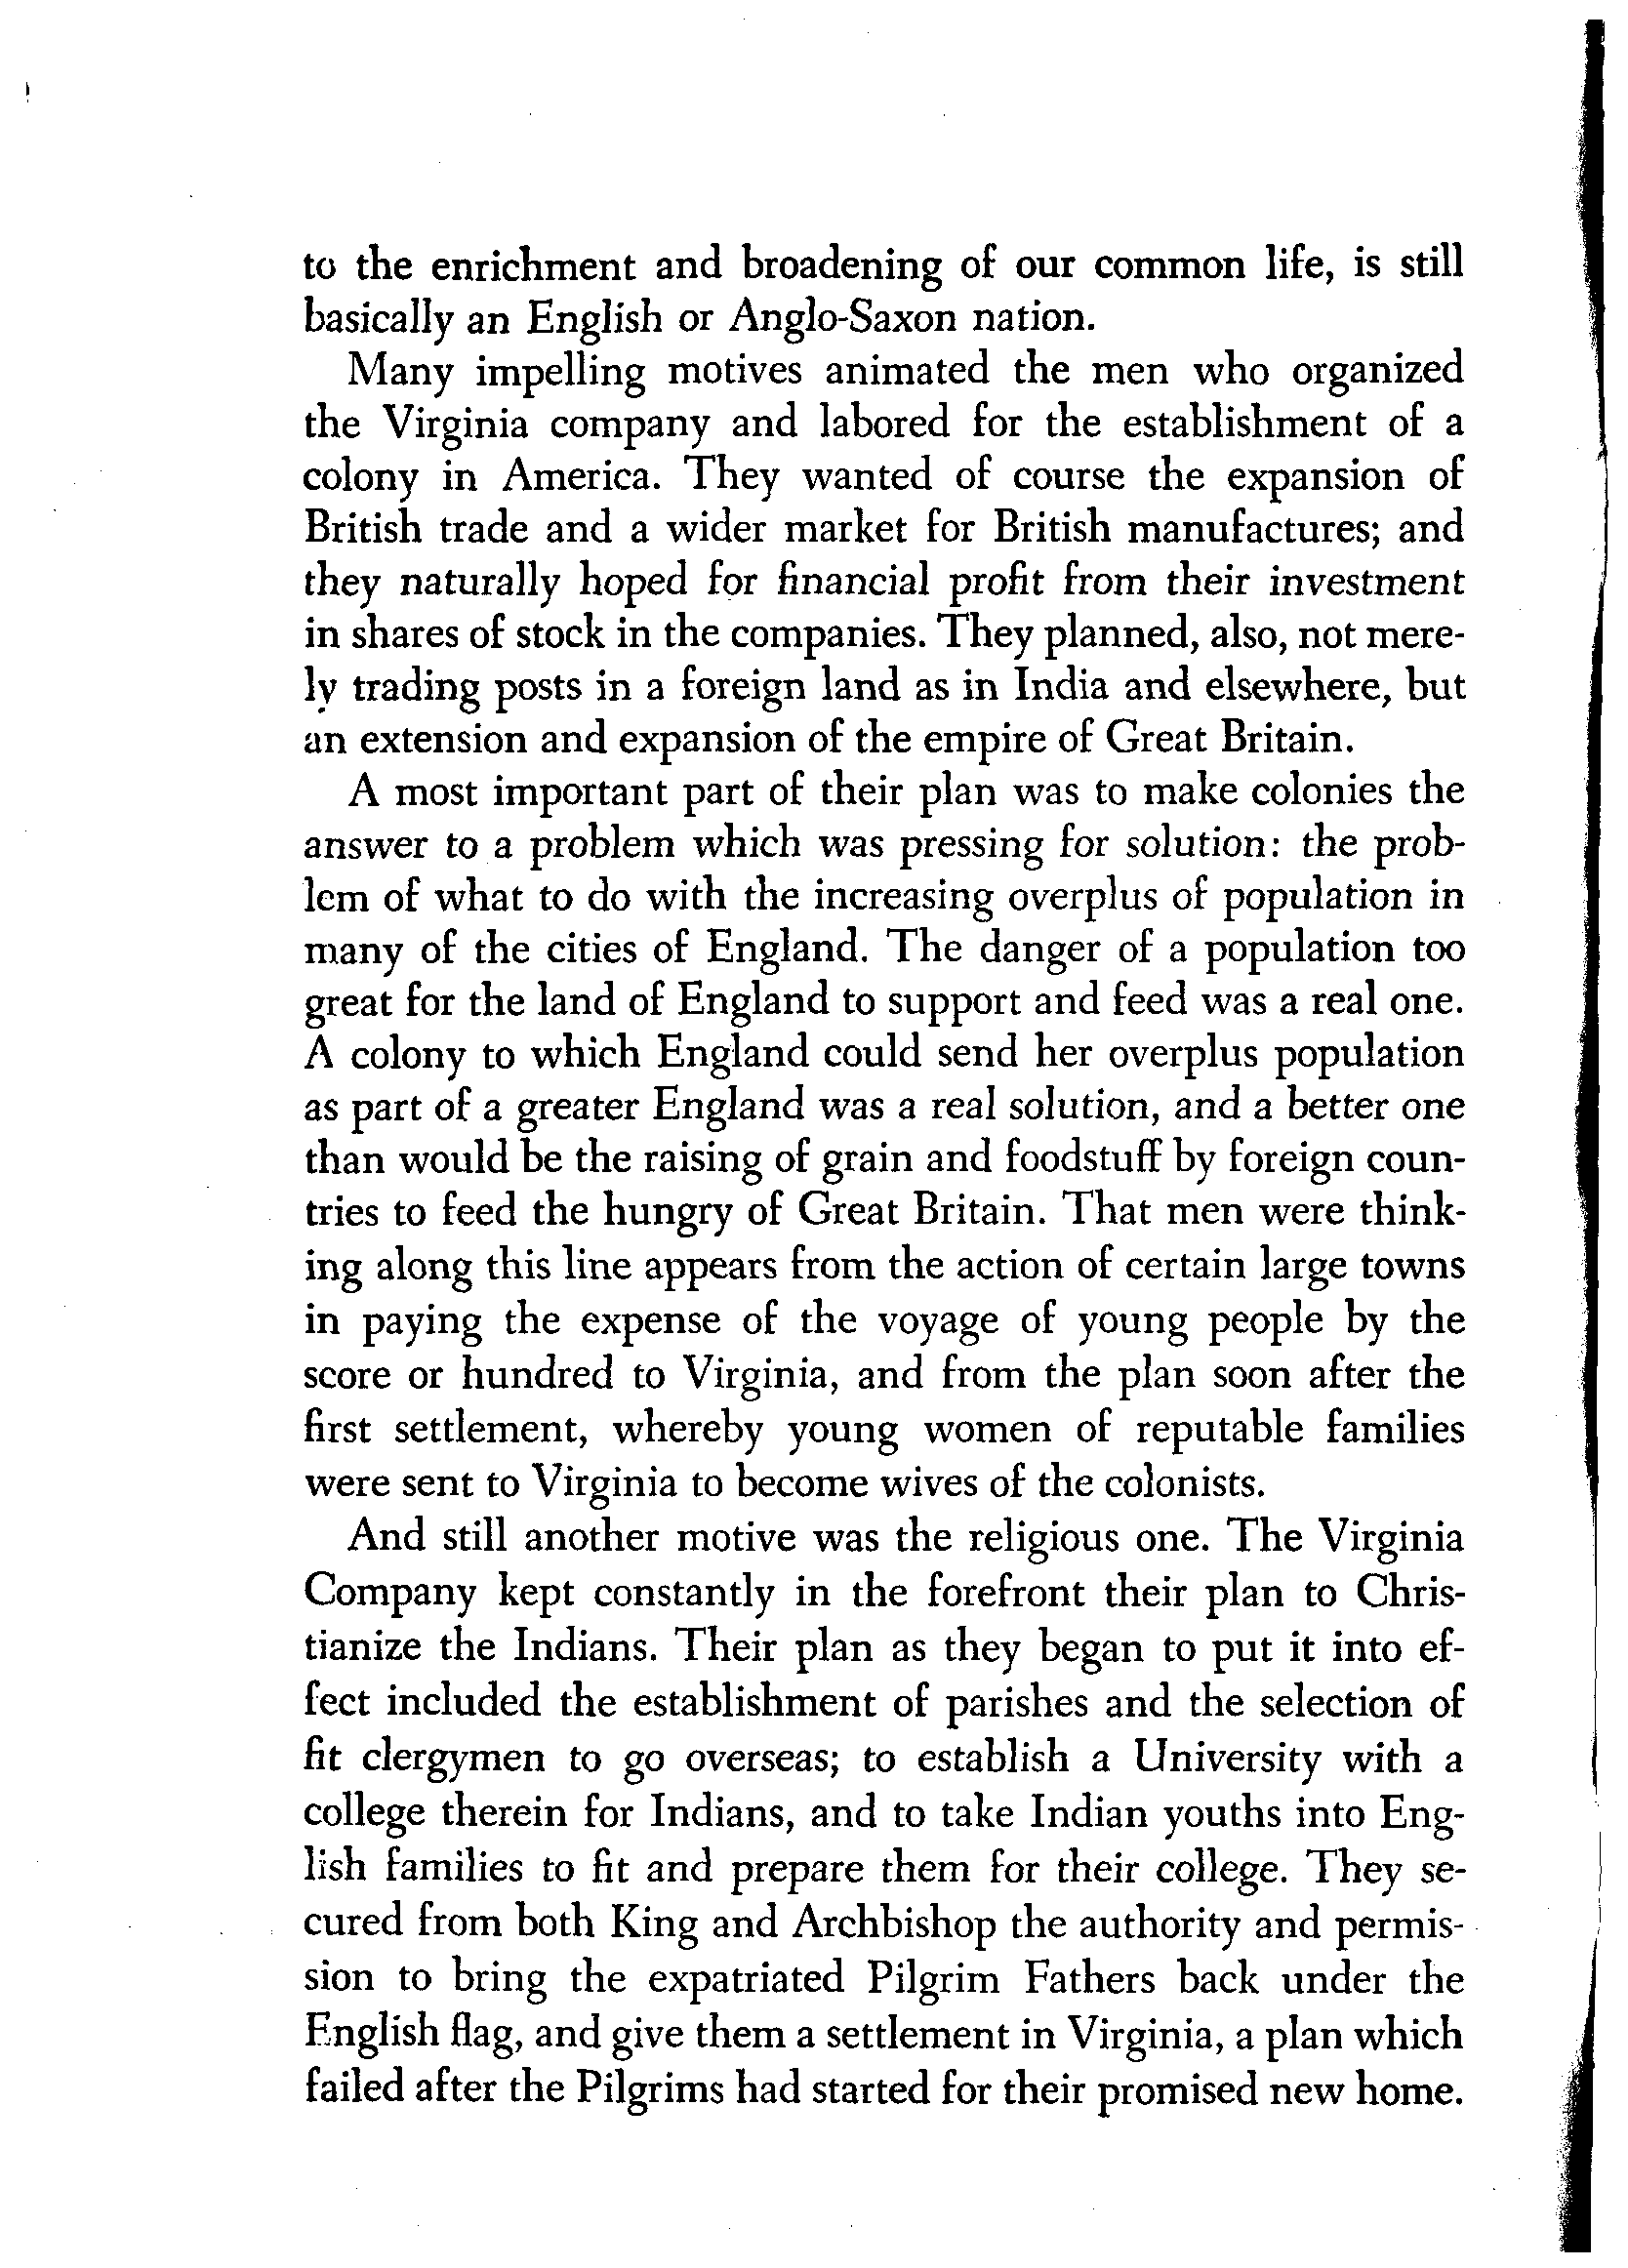 to the enrichment and broadening of our common life, is still
basically an English or Anglo-Saxon nation.
Many impelling motives animated the men who organized
the Virginia company and labored for the establishment of a
colony in America. They wanted of course the expansion of
British trade and a wider market for British manufactures; and
they naturally hoped for financial profit from their investment
in shares of stock in the companies. They planned, also, not mere-
ly trading posts in a foreign land as in India and elsewhere, but
an extension and expansion of the empire of Great Britain.
A most important part of their plan was to make colonies the
answer to a problem which was pressing for solution: the prob-
lem of what to do with the increasing overplus of population in
many of the cities of England. The danger of a population too
great for the land of England to support and feed was a real one.
A colony to which England could send her overplus population
as part of a greater England was a real solution, and a better one
than would be the raising of grain and foodstuff by foreign coun-
tries to feed the hungry of Great Britain. That men were think-
ing along this line appears from the action of certain large towns
in paying the expense of the voyage of young people by the
score or hundred to Virginia, and from the plan soon after the
first settlement, whereby young women of reputable families
were sent to Virginia to become wives of the colonists.
And still another motive was the religious one. The Virginia
Company kept constantly in the forefront their plan to Chris-
tianize the Indians. Their plan as they began to put it into ef-
fect included the establishment of parishes and the selection of
fit clergymen to go overseas; to establish a University with a
college therein for Indians, and to take Indian youths into Eng-
lish families to fit and prepare them for their college. They se-
cured from both King and Archbishop the authority and permis-
sion to bring the expatriated Pilgrim Fathers back under the
English flag, and give them a settlement in Virginia, a plan which
failed after the Pilgrims had started for their promised new home.